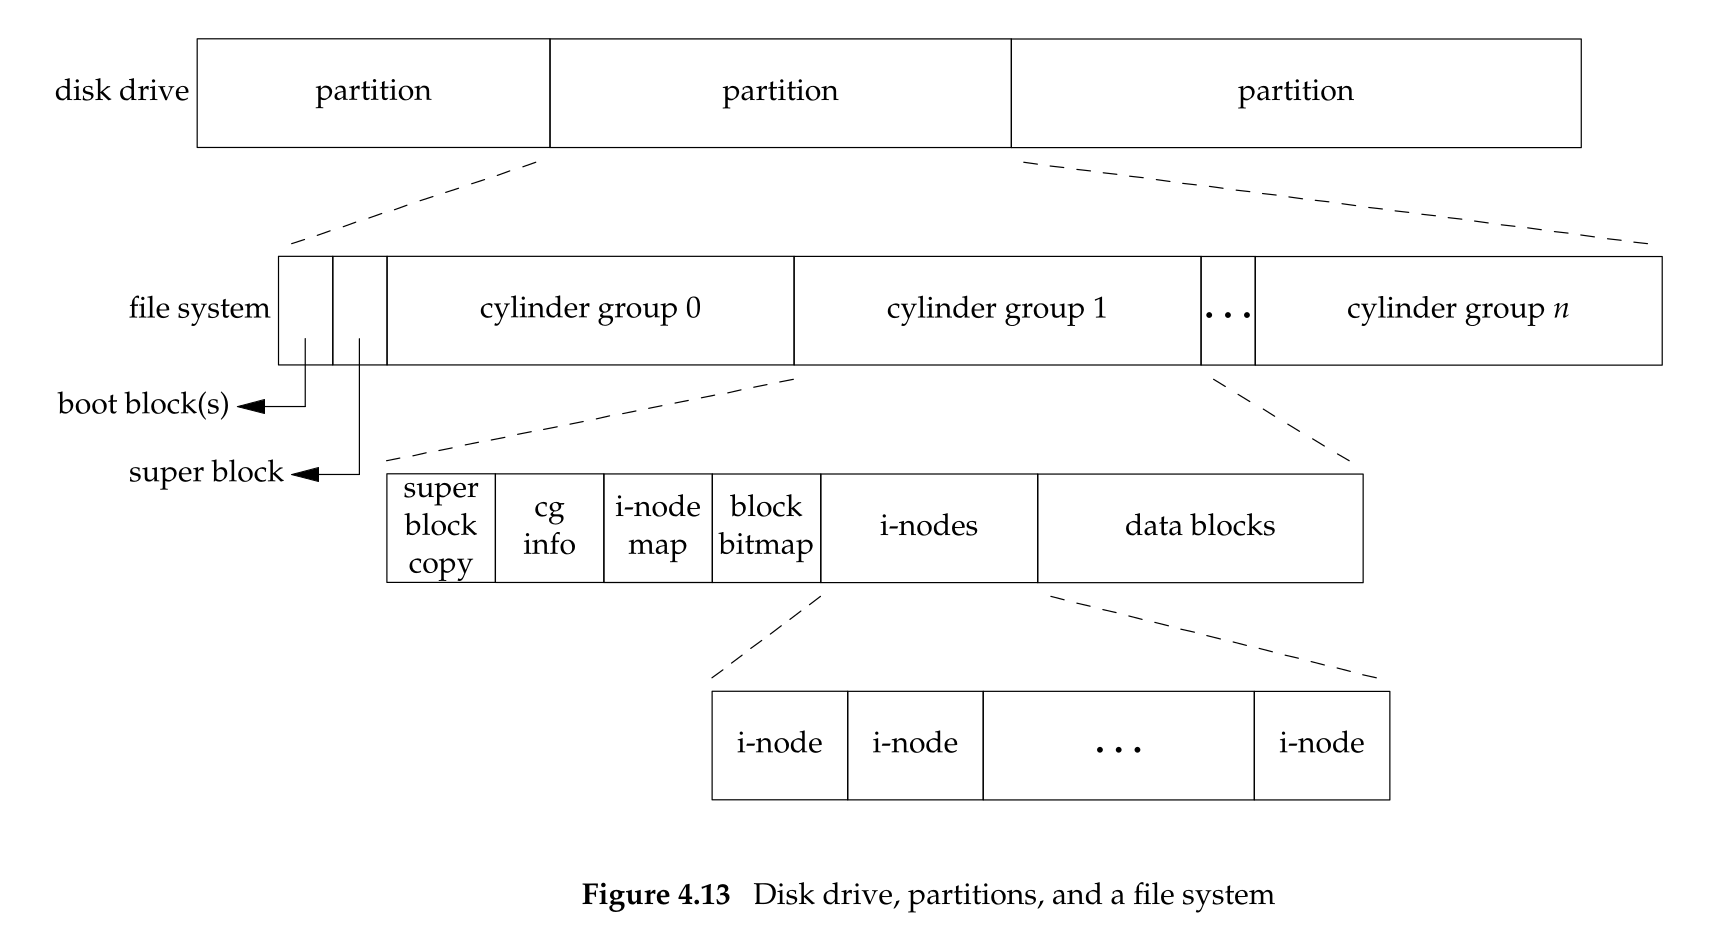 disk drive
partition
partition
partition
file system
cylinder group 0
cylinder group 1
...
cylinder group n
boot block(s)
super block
super
block
copy
cg
info
i-node
map
block
bitmap
i-nodes
data blocks
i-node
i-node
...
i-node
Figure 4.13 Disk drive, partitions, and a file system